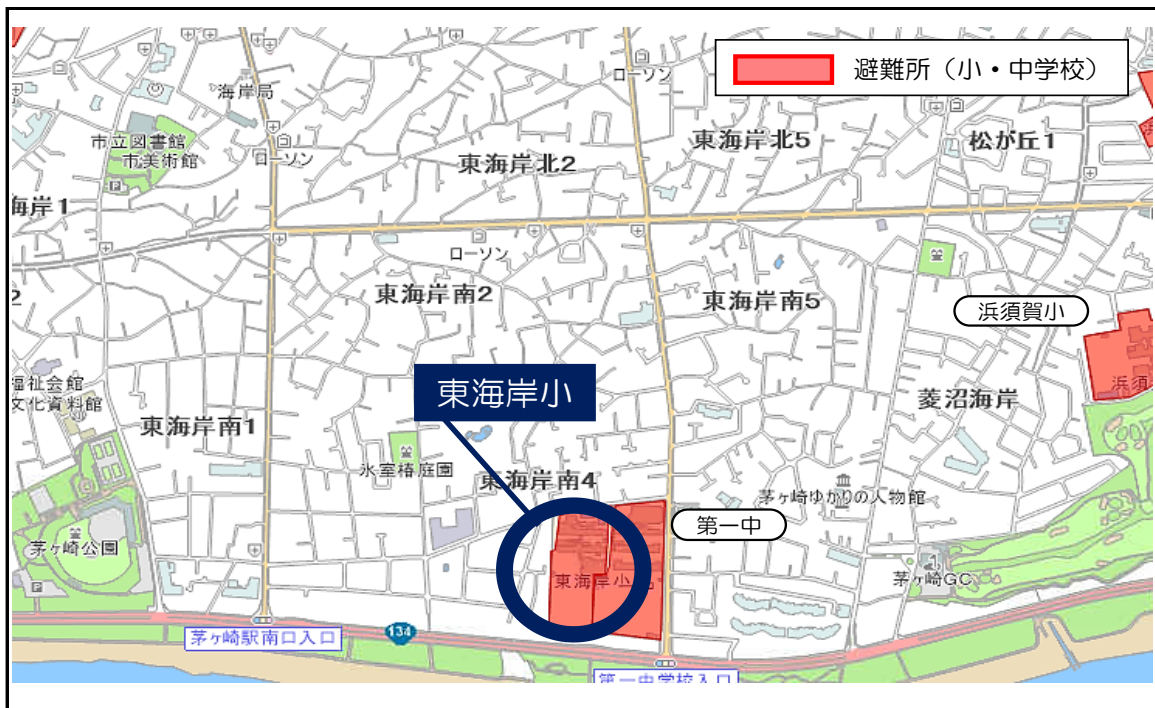 避難所（小・中学校）
ローソン
海岸局
市立図書館
市美術館
ローソン
東海岸北2
東海岸北5
松が丘1
海岸1
ローソン
東海岸南2
東海岸南5
浜須賀小
2
福祉会館
文化資料館
東海岸小
浜須
菱沼海岸
東海岸南1
氷室椿庭園
東海岸南4
茅ヶ崎ゆかりの人物館
第一中
茅ヶ崎公園
東海岸小
茅ヶ崎GC
134
茅ヶ崎駅南口入口
第一中学校入口
P
P